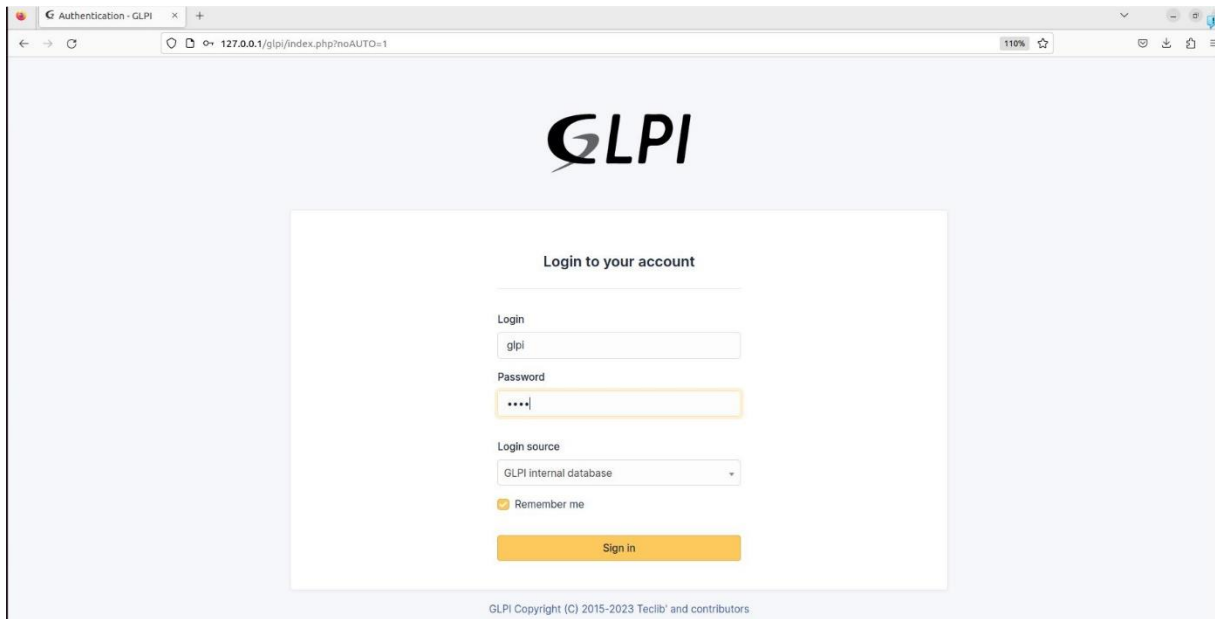 Authentication - GLPI
127.0.0.1/glpi/index.php?noAUTO=1
110%
GLPI
Login to your account
Login
glpi
Password
••••
Login source
GLPI internal database
Remember me
Sign in
GLPI Copyright (C) 2015-2023 Teclib' and contributors